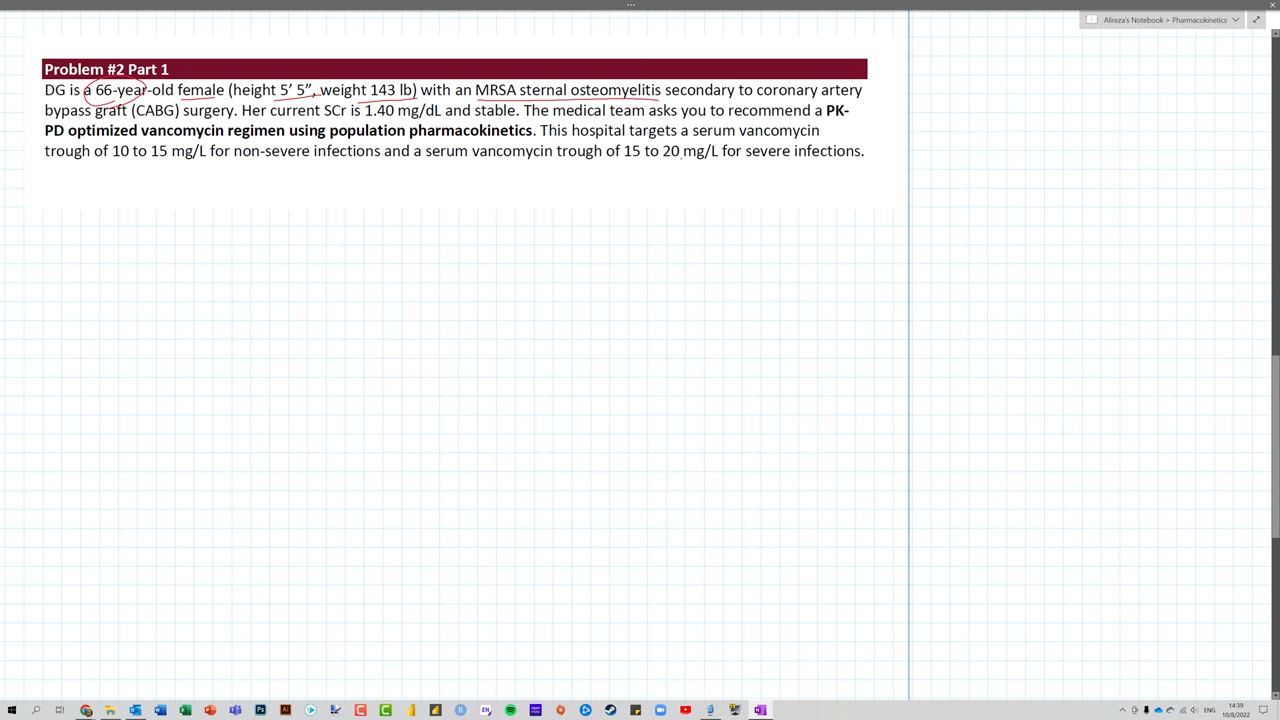 Alireza's Notebook > Pharmacokinetics
Problem #2 Part 1
DG is a 66-year-old female (height 5’ 5”, weight 143 lb) with an MRSA sternal osteomyelitis secondary to coronary artery
bypass graft (CABG) surgery. Her current SCr is 1.40 mg/dL and stable. The medical team asks you to recommend a PK-
PD optimized vancomycin regimen using population pharmacokinetics. This hospital targets a serum vancomycin
trough of 10 to 15 mg/L for non-severe infections and a serum vancomycin trough of 15 to 20 mg/L for severe infections.
ENG
14:39
10/8/2022